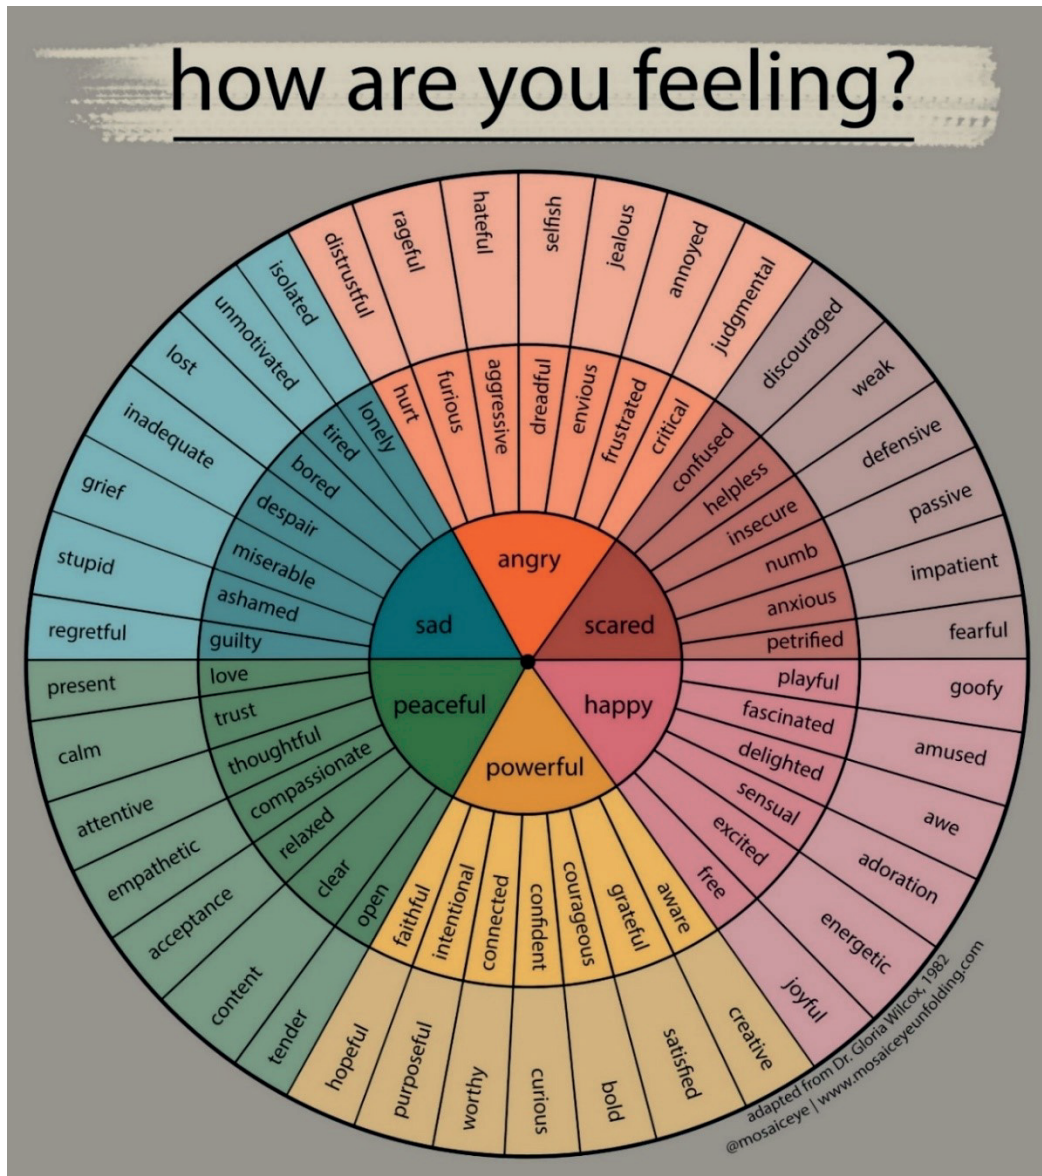 how are you feeling?
distrustful
rageful
hateful
selfish
jealous
annoyed
judgmental
discouraged
weak
defensive
passive
impatient
fearful
goofy
amused
awe
adoration
energetic
joyful
creative
satisfied
bold
curious
worthy
purposeful
hopeful
tender
content
acceptance
empathetic
attentive
calm
present
regretful
stupid
grief
inadequate
lost
unmotivated
isolated
hurt
furious
aggressive
dreadful
envious
frustrated
critical
confused
helpless
insecure
numb
anxious
petrified
playful
fascinated
delighted
sensual
excited
free
aware
grateful
courageous
confident
connected
intentional
faithful
open
clear
relaxed
compassionate
thoughtful
trust
love
guilty
ashamed
miserable
despair
bored
tired
lonely
angry
scared
happy
powerful
peaceful
sad
adapted from Dr. Gloria Wilcox, 1982
@mosaiceye | www.mosaiceyeunfolding.com